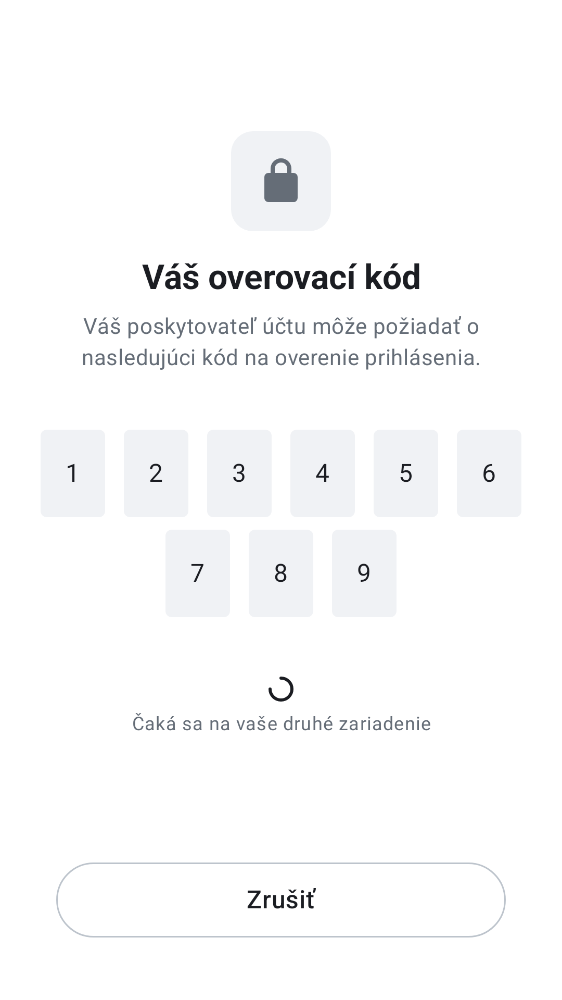 Váš overovací kód
Váš poskytovateľ účtu môže požiadať o
nasledujúci kód na overenie prihlásenia.
1 2 3 4 5 6
7 8 9
Čaká sa na vaše druhé zariadenie
Zrušiť